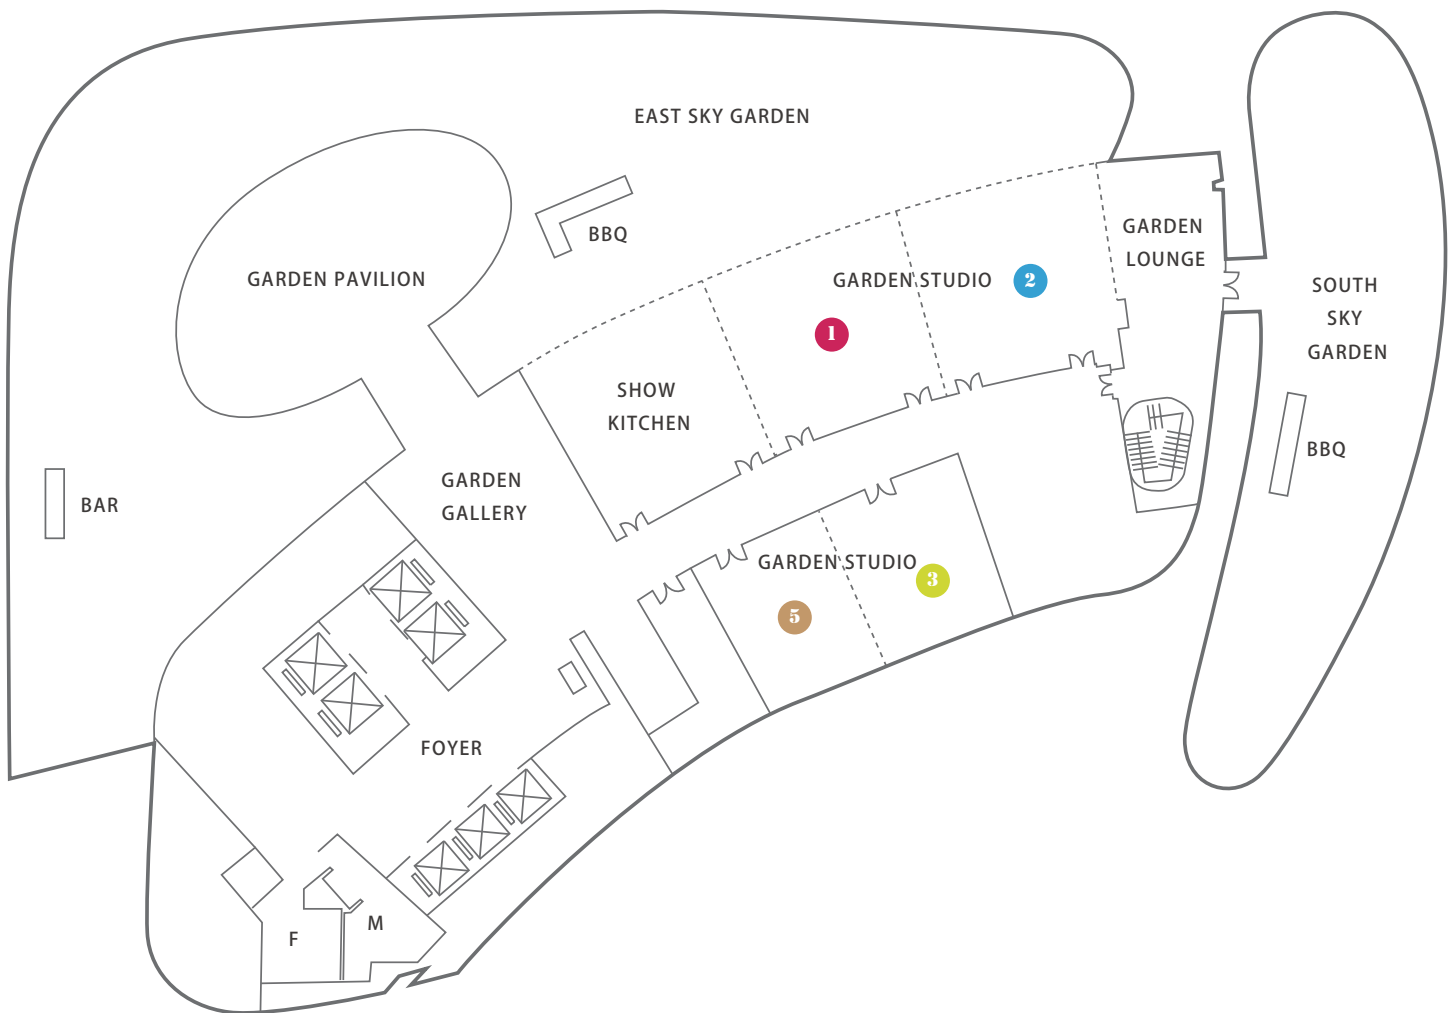 EAST SKY GARDEN
BBQ
GARDEN PAVILION
GARDEN STUDIO
1
2
GARDEN
LOUNGE
SOUTH
SKY
GARDEN
SHOW
KITCHEN
BBQ
BAR
GARDEN
GALLERY
GARDEN STUDIO
5
3
FOYER
F
M